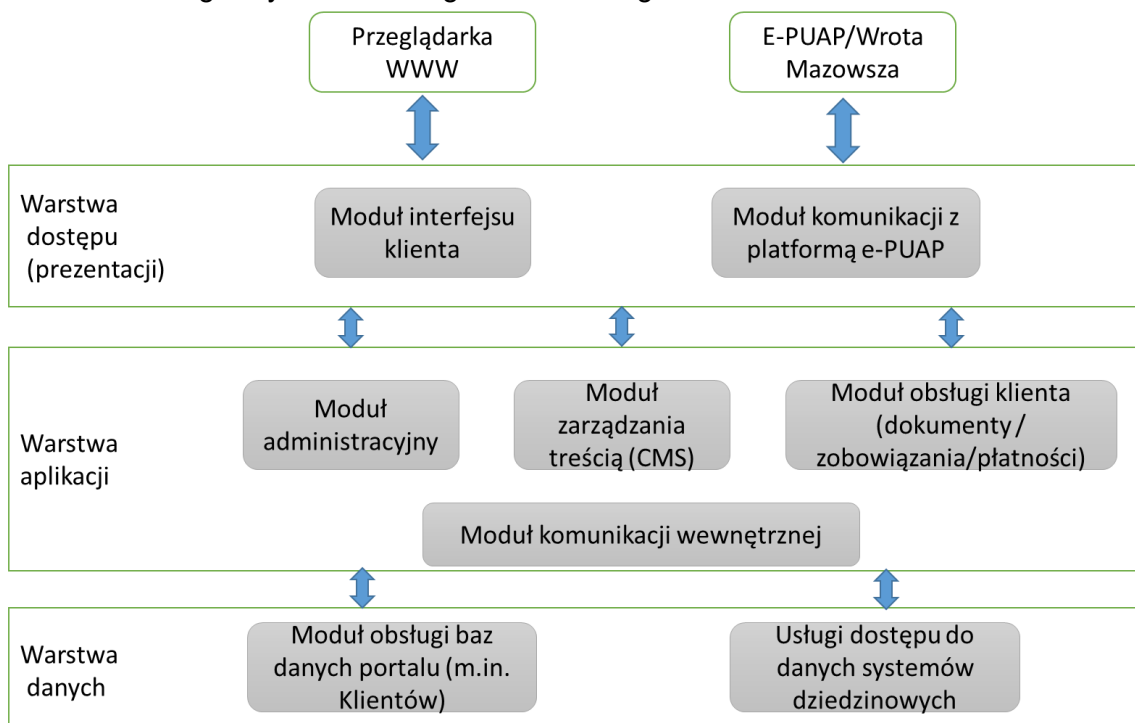 Przeglądarka
WWW
E-PUAP/Wrota
Mazowsza
Warstwa
dostępu
(prezentacji)
Moduł interfejsu
klienta
Moduł komunikacji z
platformą e-PUAP
Warstwa
aplikacji
Moduł
administracyjny
Moduł
zarządzania
treścią (CMS)
Moduł obsługi klienta
(dokumenty /
zobowiązania/płatności)
Moduł komunikacji wewnętrznej
Warstwa
danych
Moduł obsługi baz
danych portalu (m.in.
Klientów)
Usługi dostępu do
danych systemów
dziedzinowych